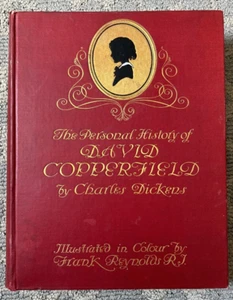 The Personal History of
DAVID
COPPERFIELD
by Charles Dickens
Illustrated in Colour by
Frank Reynolds R.I.